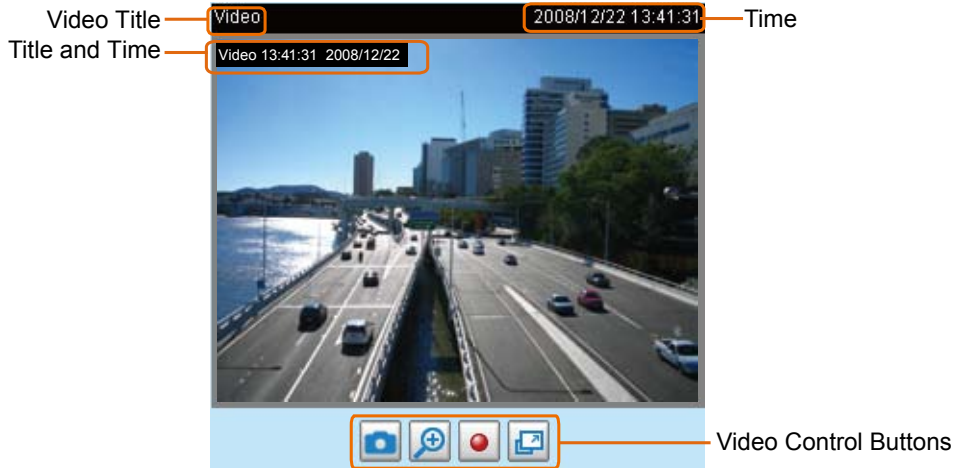 Video Title
Video
2008/12/22 13:41:31
Time
Title and Time
Video 13:41:31 2008/12/22
Video Control Buttons